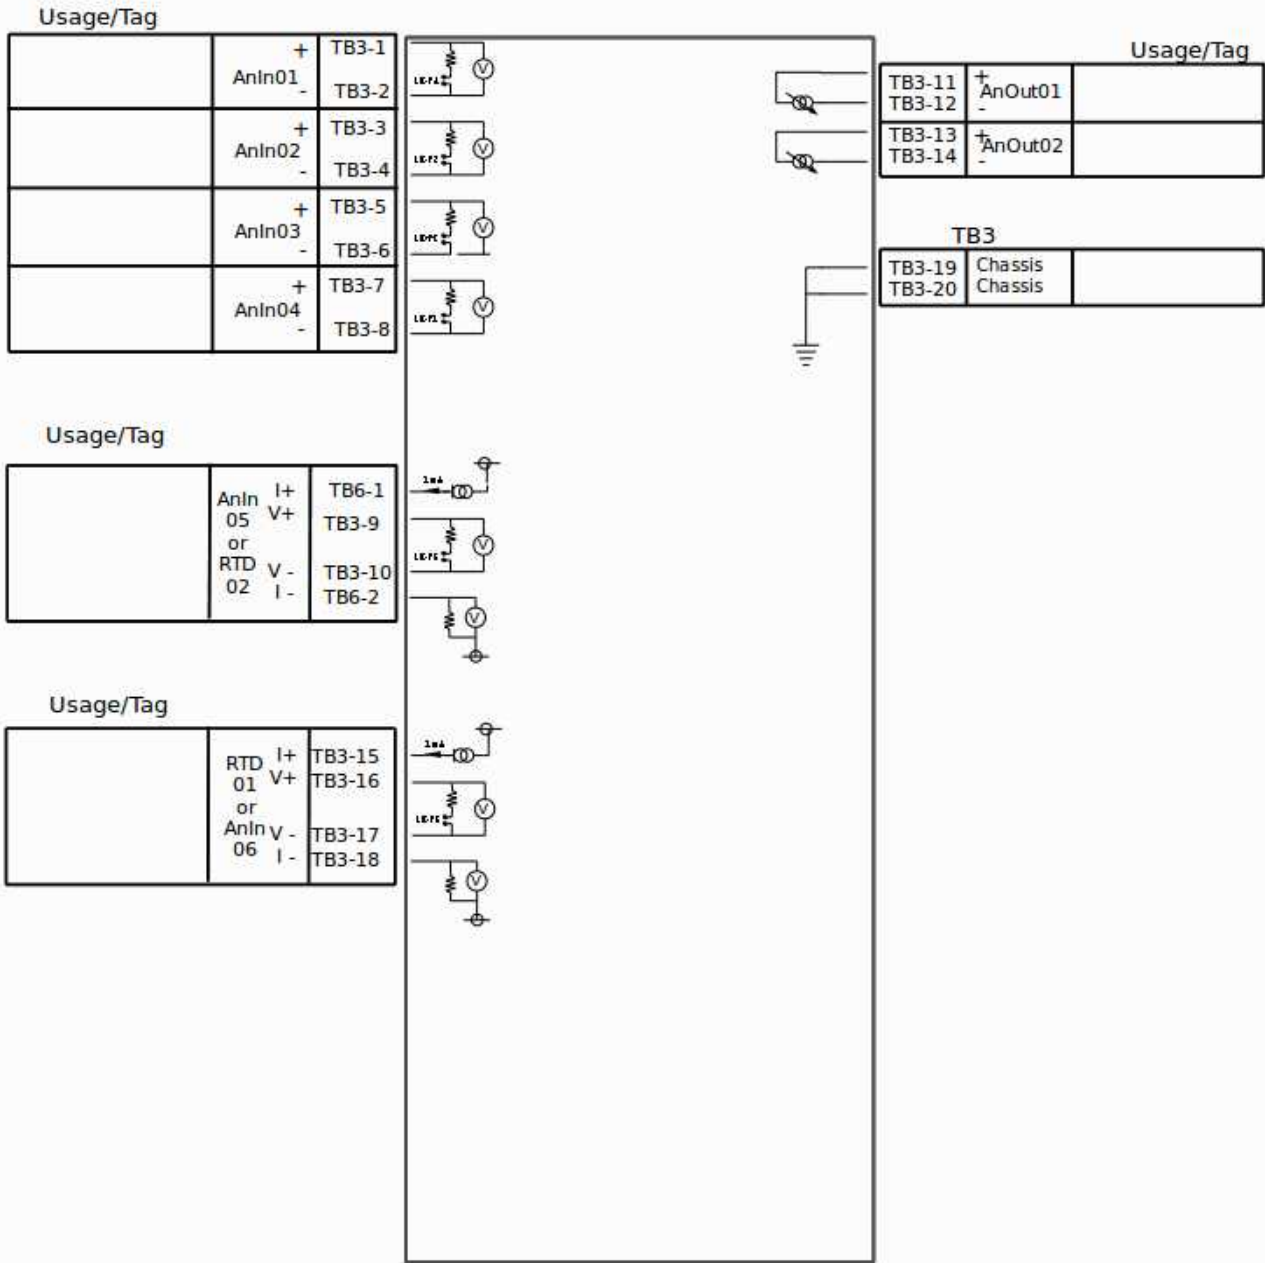 Usage/Tag
+ TB3-1
AnIn01
- TB3-2
+ TB3-3
AnIn02
- TB3-4
+ TB3-5
AnIn03
- TB3-6
+ TB3-7
AnIn04
- TB3-8
V
V
V
V
Usage/Tag
TB3-11 +
AnOut01
TB3-12 -
TB3-13 +
AnOut02
TB3-14 -
TB3
TB3-19 Chassis
TB3-20 Chassis
Usage/Tag
AnIn I+ TB6-1
05 V+ TB3-9
or
RTD V - TB3-10
02 I - TB6-2
1mA
V
V
Usage/Tag
RTD I+ TB3-15
01 V+ TB3-16
or
AnIn V - TB3-17
06 I - TB3-18
1mA
V
V